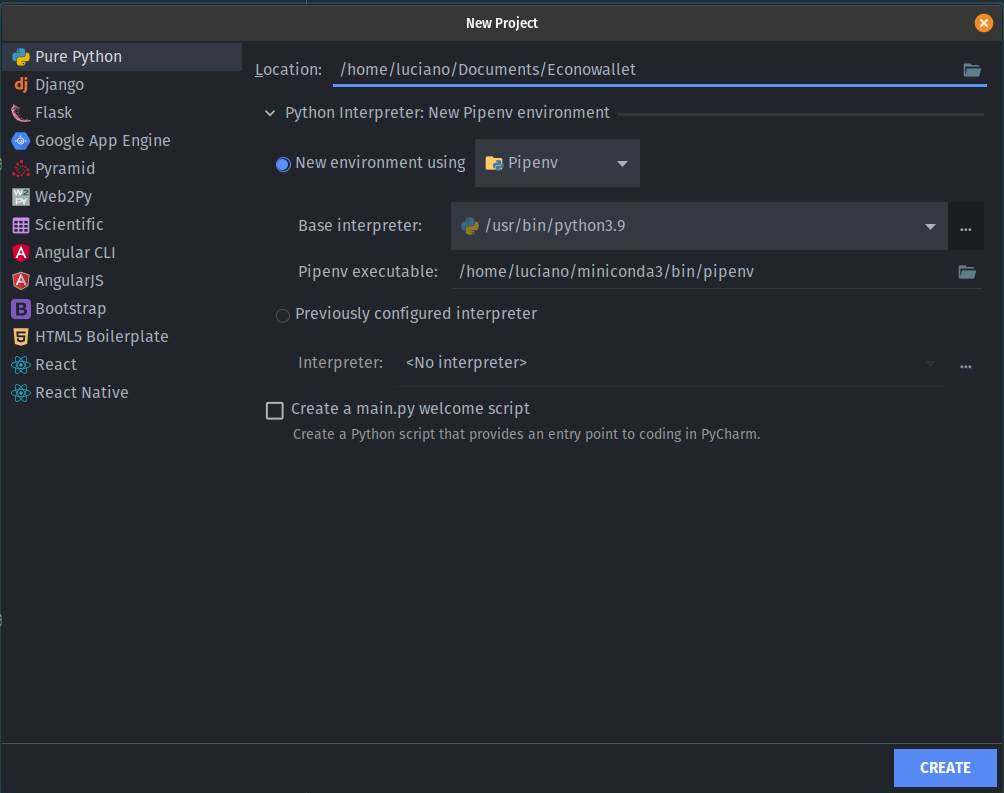 New Project
Pure Python
Django
Flask
Google App Engine
Pyramid
Web2Py
Scientific
Angular CLI
AngularJS
Bootstrap
HTML5 Boilerplate
React
React Native
Location: /home/luciano/Documents/Econowallet
Python Interpreter: New Pipenv environment
New environment using Pipenv
Base interpreter: /usr/bin/python3.9 ...
Pipenv executable: /home/luciano/miniconda3/bin/pipenv
Previously configured interpreter
Interpreter: <No interpreter> ...
Create a main.py welcome script
Create a Python script that provides an entry point to coding in PyCharm.
CREATE